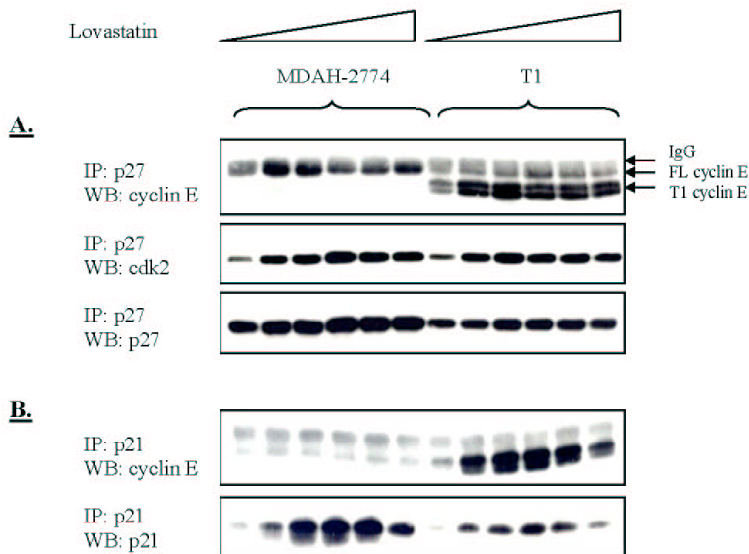 Lovastatin
MDAH-2774 T1
A.
IP: p27
WB: cyclin E
IgG
FL cyclin E
T1 cyclin E
IP: p27
WB: cdk2
IP: p27
WB: p27
B.
IP: p21
WB: cyclin E
IP: p21
WB: p21